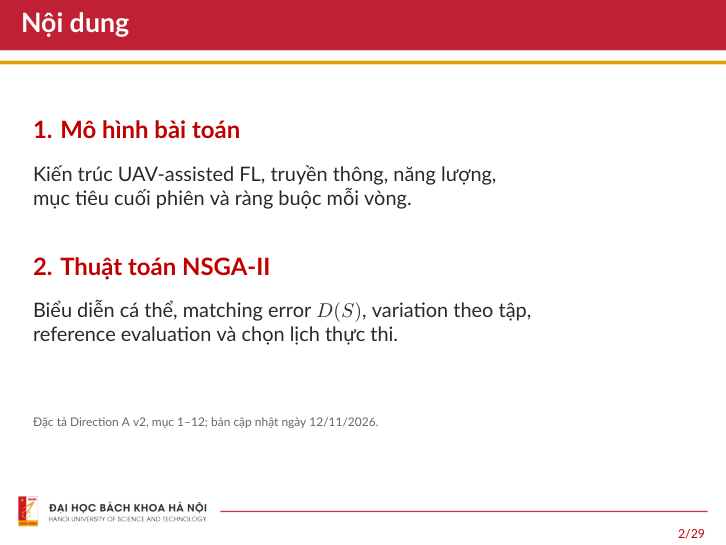 Nội dung
1. Mô hình bài toán
Kiến trúc UAV-assisted FL, truyền thông, năng lượng,
mục tiêu cuối phiên và ràng buộc mỗi vòng.
2. Thuật toán NSGA-II
Biểu diễn cá thể, matching error D(S), variation theo tập,
reference evaluation và chọn lịch thực thi.
Đặc tả Direction A v2, mục 1–12; bản cập nhật ngày 12/11/2026.
ĐẠI HỌC BÁCH KHOA HÀ NỘI
HANOI UNIVERSITY OF SCIENCE AND TECHNOLOGY
2/29